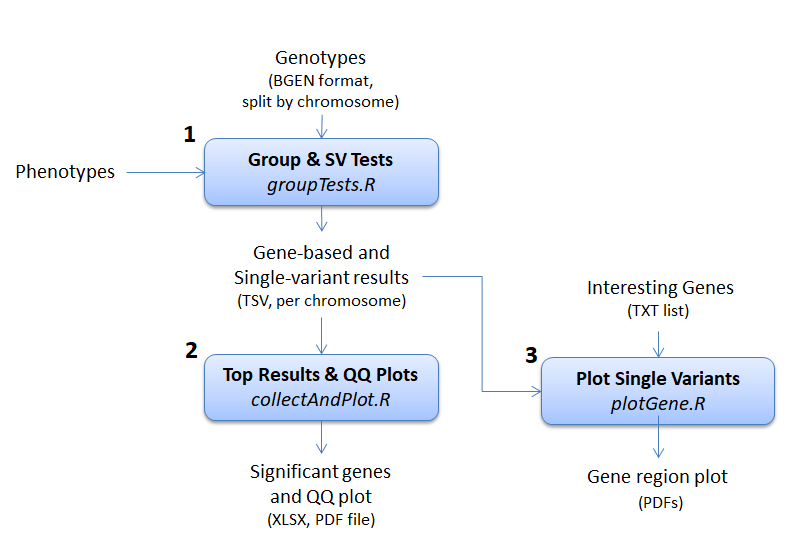 Genotypes
(BGEN format,
split by chromosome)
1
Group & SV Tests
groupTests.R
Phenotypes
Gene-based and
Single-variant results
(TSV, per chromosome)
Interesting Genes
(TXT list)
2
Top Results & QQ Plots
collectAndPlot.R
3
Plot Single Variants
plotGene.R
Significant genes
and QQ plot
(XLSX, PDF file)
Gene region plot
(PDFs)